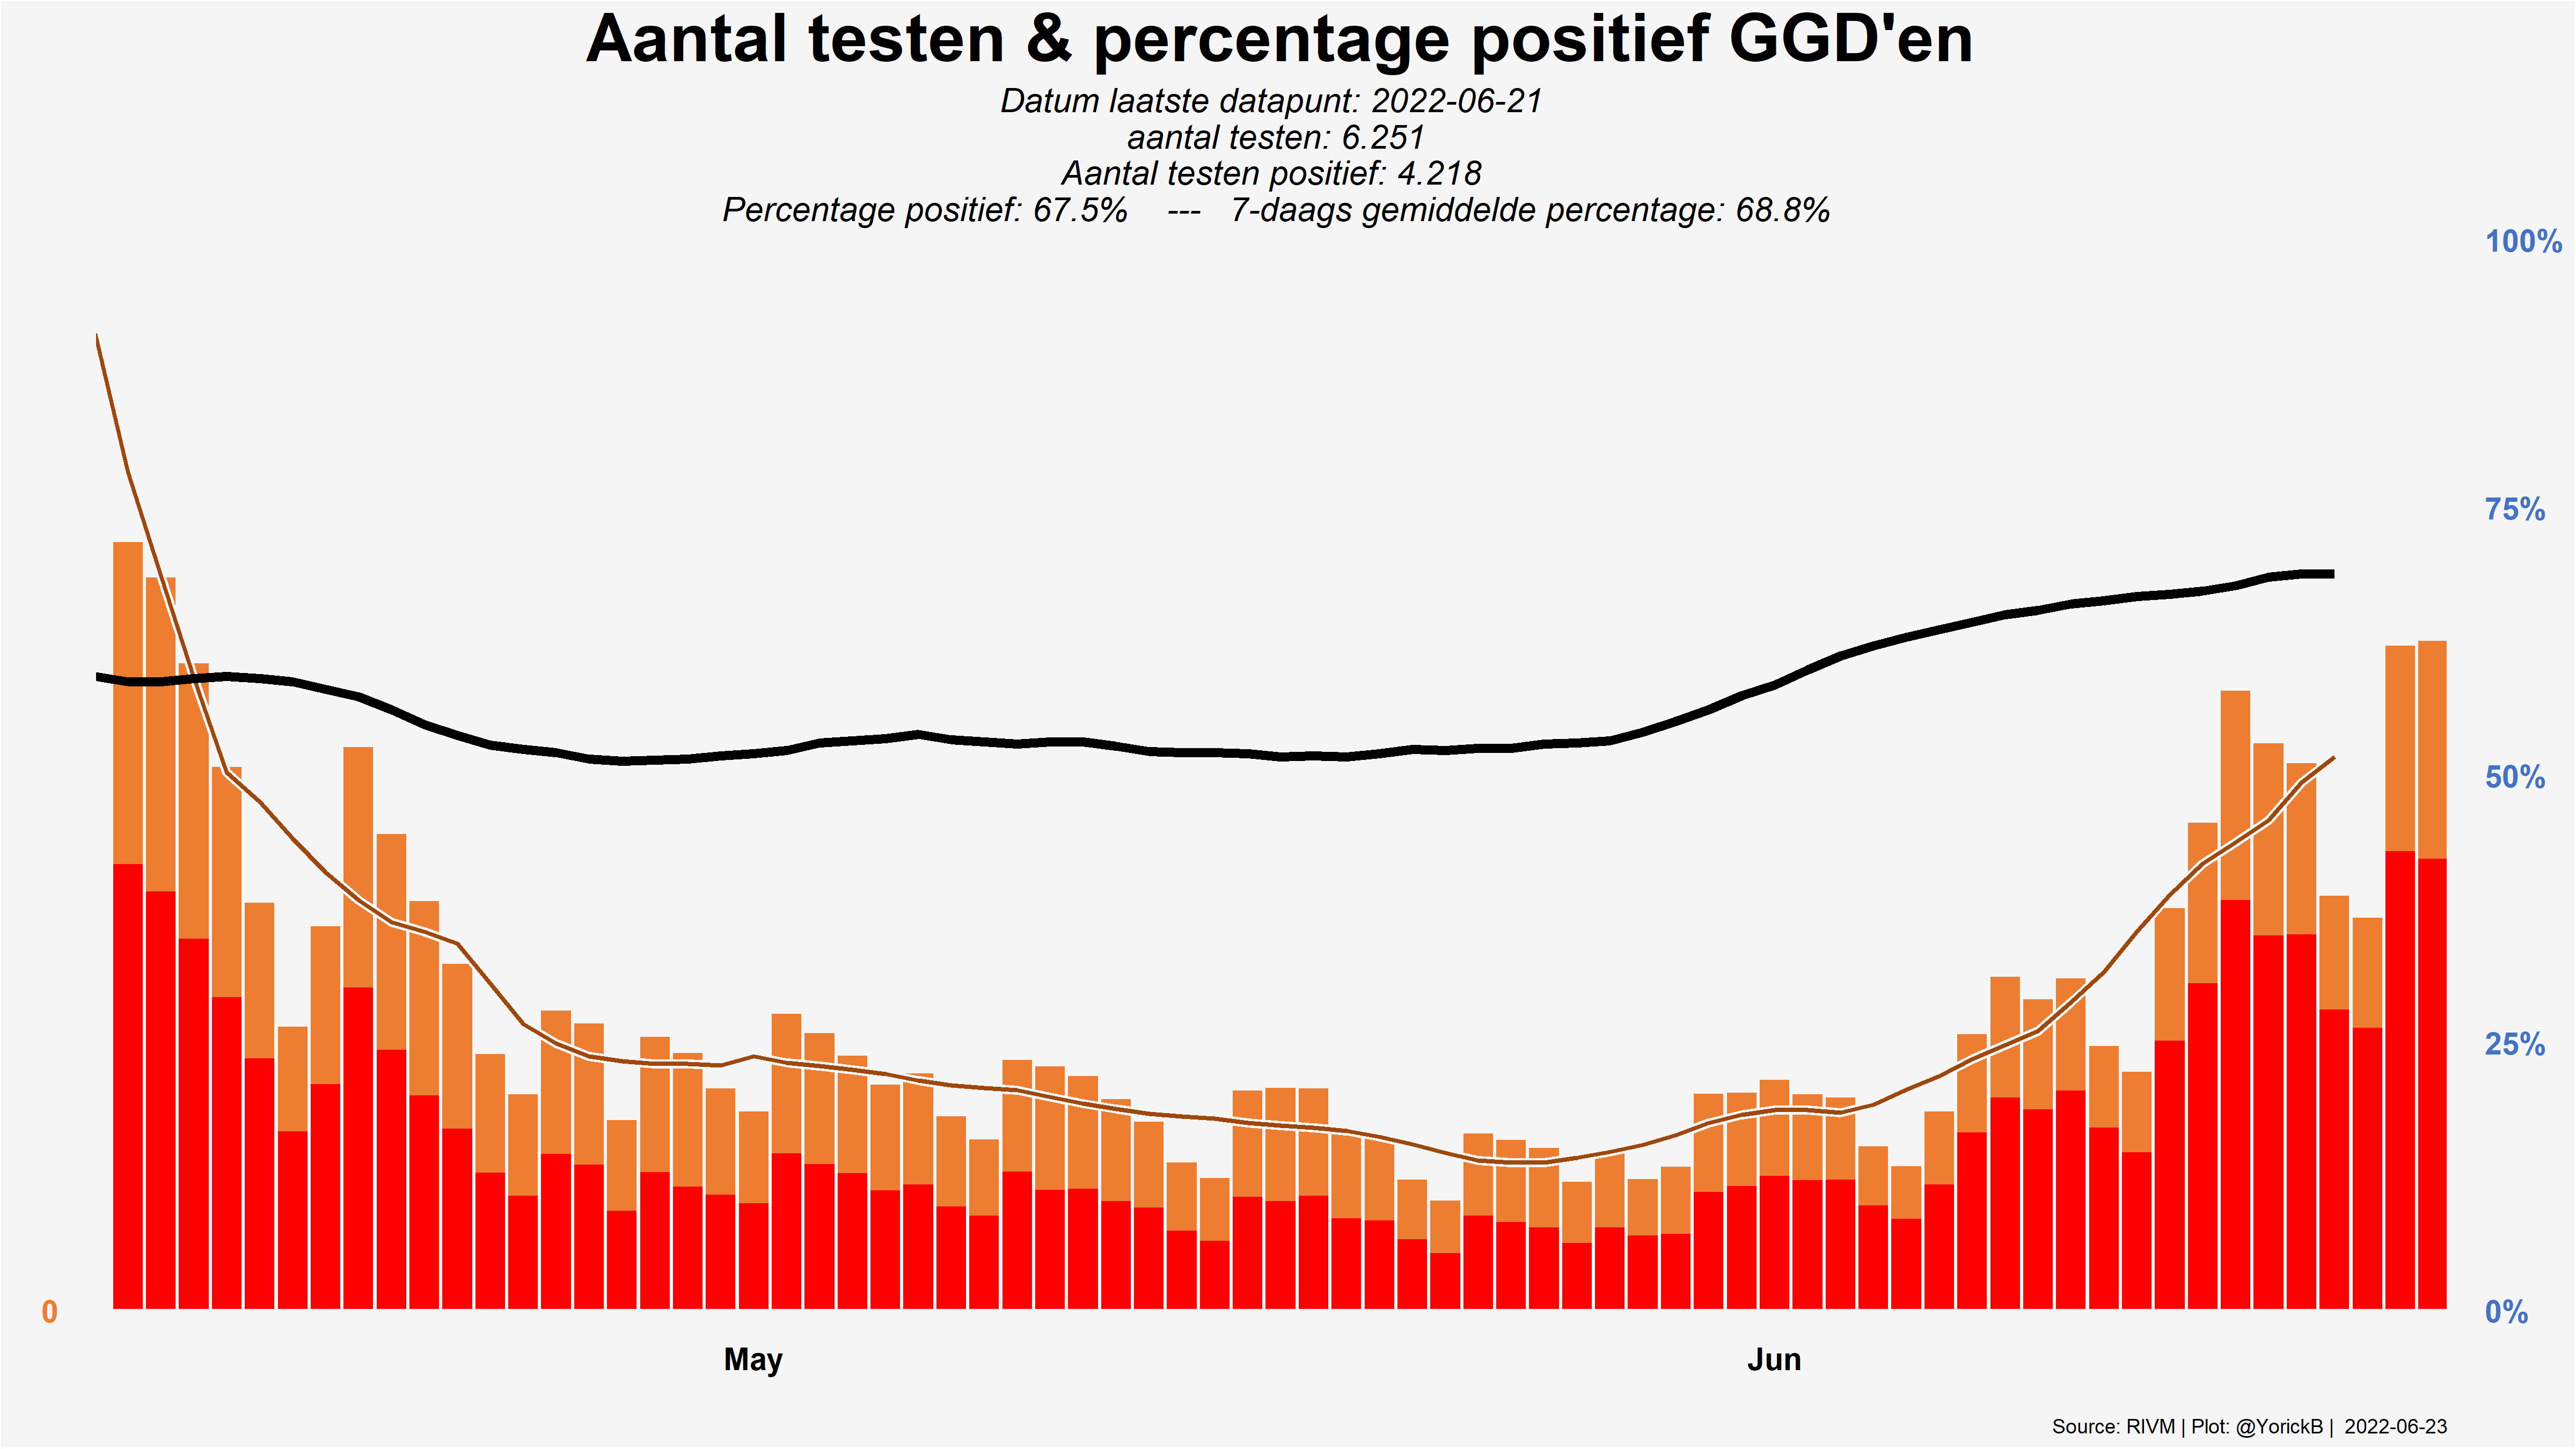 Aantal testen & percentage positief GGD'en
Datum laatste datapunt: 2022-06-21
aantal testen: 6.251
Aantal testen positief: 4.218
Percentage positief: 67.5% --- 7-daags gemiddelde percentage: 68.8%
100%
75%
50%
25%
0 0%
May Jun
Source: RIVM | Plot: @YorickB | 2022-06-23